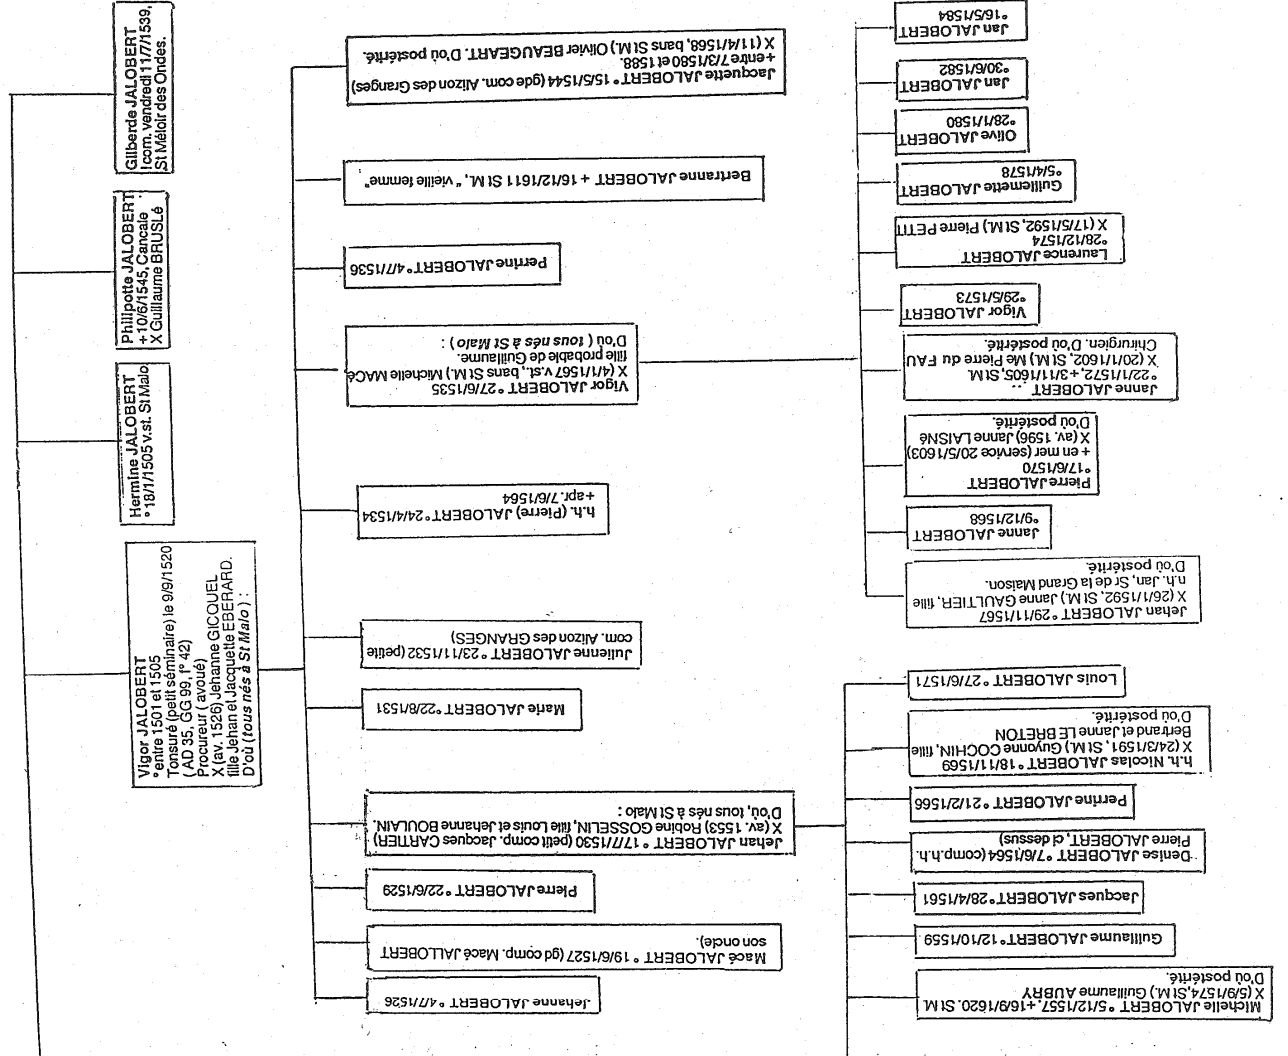 Gilberde JALOBERT
! com. vendredi 11/7/1539,
St Méloir des Ondes.
Philipotte JALOBERT
+ 10/6/1545, Cancale
X Guillaume BRUSLé
Hermine JALOBERT
° 18/1/1505 v.st. St Malo
Vigor JALOBERT
°entre 1501 et 1505
Tonsuré (petit séminaire) le 9/9/1520
( AD 35, GG 99, f° 42)
Procureur ( avoué)
X (av. 1526) Jehanne GICQUEL
fille Jehan et Jacquette EBERARD.
D'où (tous nés à St Malo ) :
Jehanne JALOBERT ° 4/7/1526
Macé JALOBERT ° 19/6/1527 (gd comp. Macé JALLOBERT
son oncle).
Pierre JALOBERT °22/6/1529
Jehan JALOBERT ° 17/7/1530 (petit comp. Jacques CARTIER)
X (av. 1553) Robine GOSSELIN, fille Louis et Jehanne BOULAIN.
D'où, tous nés à St Malo :
Marie JALOBERT °22/8/1531
Julienne JALOBERT ° 23/11/1532 (petite
com. Alizon des GRANGES)
h.h. (Pierre) JALOBERT ° 24/4/1534
+apr. 7/6/1564
Vigor JALOBERT ° 27/6/1535
X (4/1/1567 v.st., bans St M.) Michelle MACÉ
fille probable de Guillaume.
D'où ( tous nés à St Malo ) :
Perrine JALOBERT ° 4/7/1536
Bertranne JALOBERT + 16/12/1611 St M., "vieille femme"
Jacquette JALOBERT ° 15/5/1544 (gde com. Alizon des Granges)
+entre 7/3/1580 et 1588.
X (11/4/1568, bans St M.) Olivier BEAUGEART. D'où postérité.
Michelle JALOBERT ° 5/12/1557, +16/9/1620. St M.
X (5/9/1574, St M.) Guillaume AUBRY
D'où postérité.
Guillaume JALOBERT ° 12/10/1559
Jacques JALOBERT ° 28/4/1561
Denise JALOBERT ° 7/6/1564 (comp.h.h.
Pierre JALOBERT, ci dessus)
Perrine JALOBERT ° 21/2/1566
h.h. Nicolas JALOBERT ° 18/11/1569
X (24/3/1591, St M.) Guyonne COCHIN, fille
Bertrand et Janne LE BRETON
D'où postérité.
Louis JALOBERT ° 27/6/1571
Jehan JALOBERT ° 29/11/1567
X (26/1/1592, St M.) Janne GAULTIER, fille
n.h. Jan, Sr de la Grand Maison.
D'où postérité.
Janne JALOBERT
°9/12/1568
Pierre JALOBERT
°17/6/1570
+ en mer (service 20/5/1603)
X (av. 1596) Janne LAISNÉ
D'où postérité.
Janne JALOBERT ...
°22/1/1572, +3/11/1605, St M.
X (20/1/1602, St M.) Me Pierre du FAU
Chirurgien. D'où postérité.
Vigor JALOBERT
°29/5/1573
Laurence JALOBERT
°28/12/1574
X (17/5/1592, St M.) Pierre PETIT
Guillemette JALOBERT
°5/4/1578
Olive JALOBERT
°28/1/1580
Jan JALOBERT
°30/6/1582
Jan JALOBERT
°16/5/1584